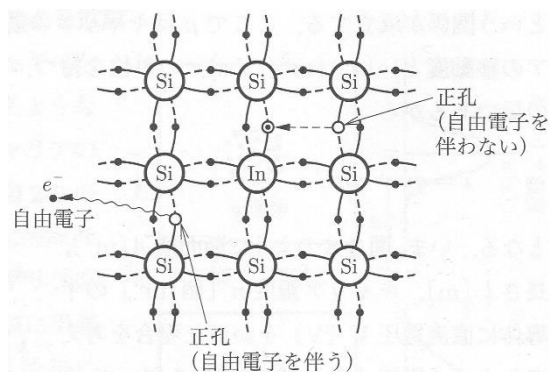 Si Si Si
正孔
(自由電子を
伴わない)
Si In Si
e⁻
自由電子
Si Si Si
正孔
(自由電子を伴う)